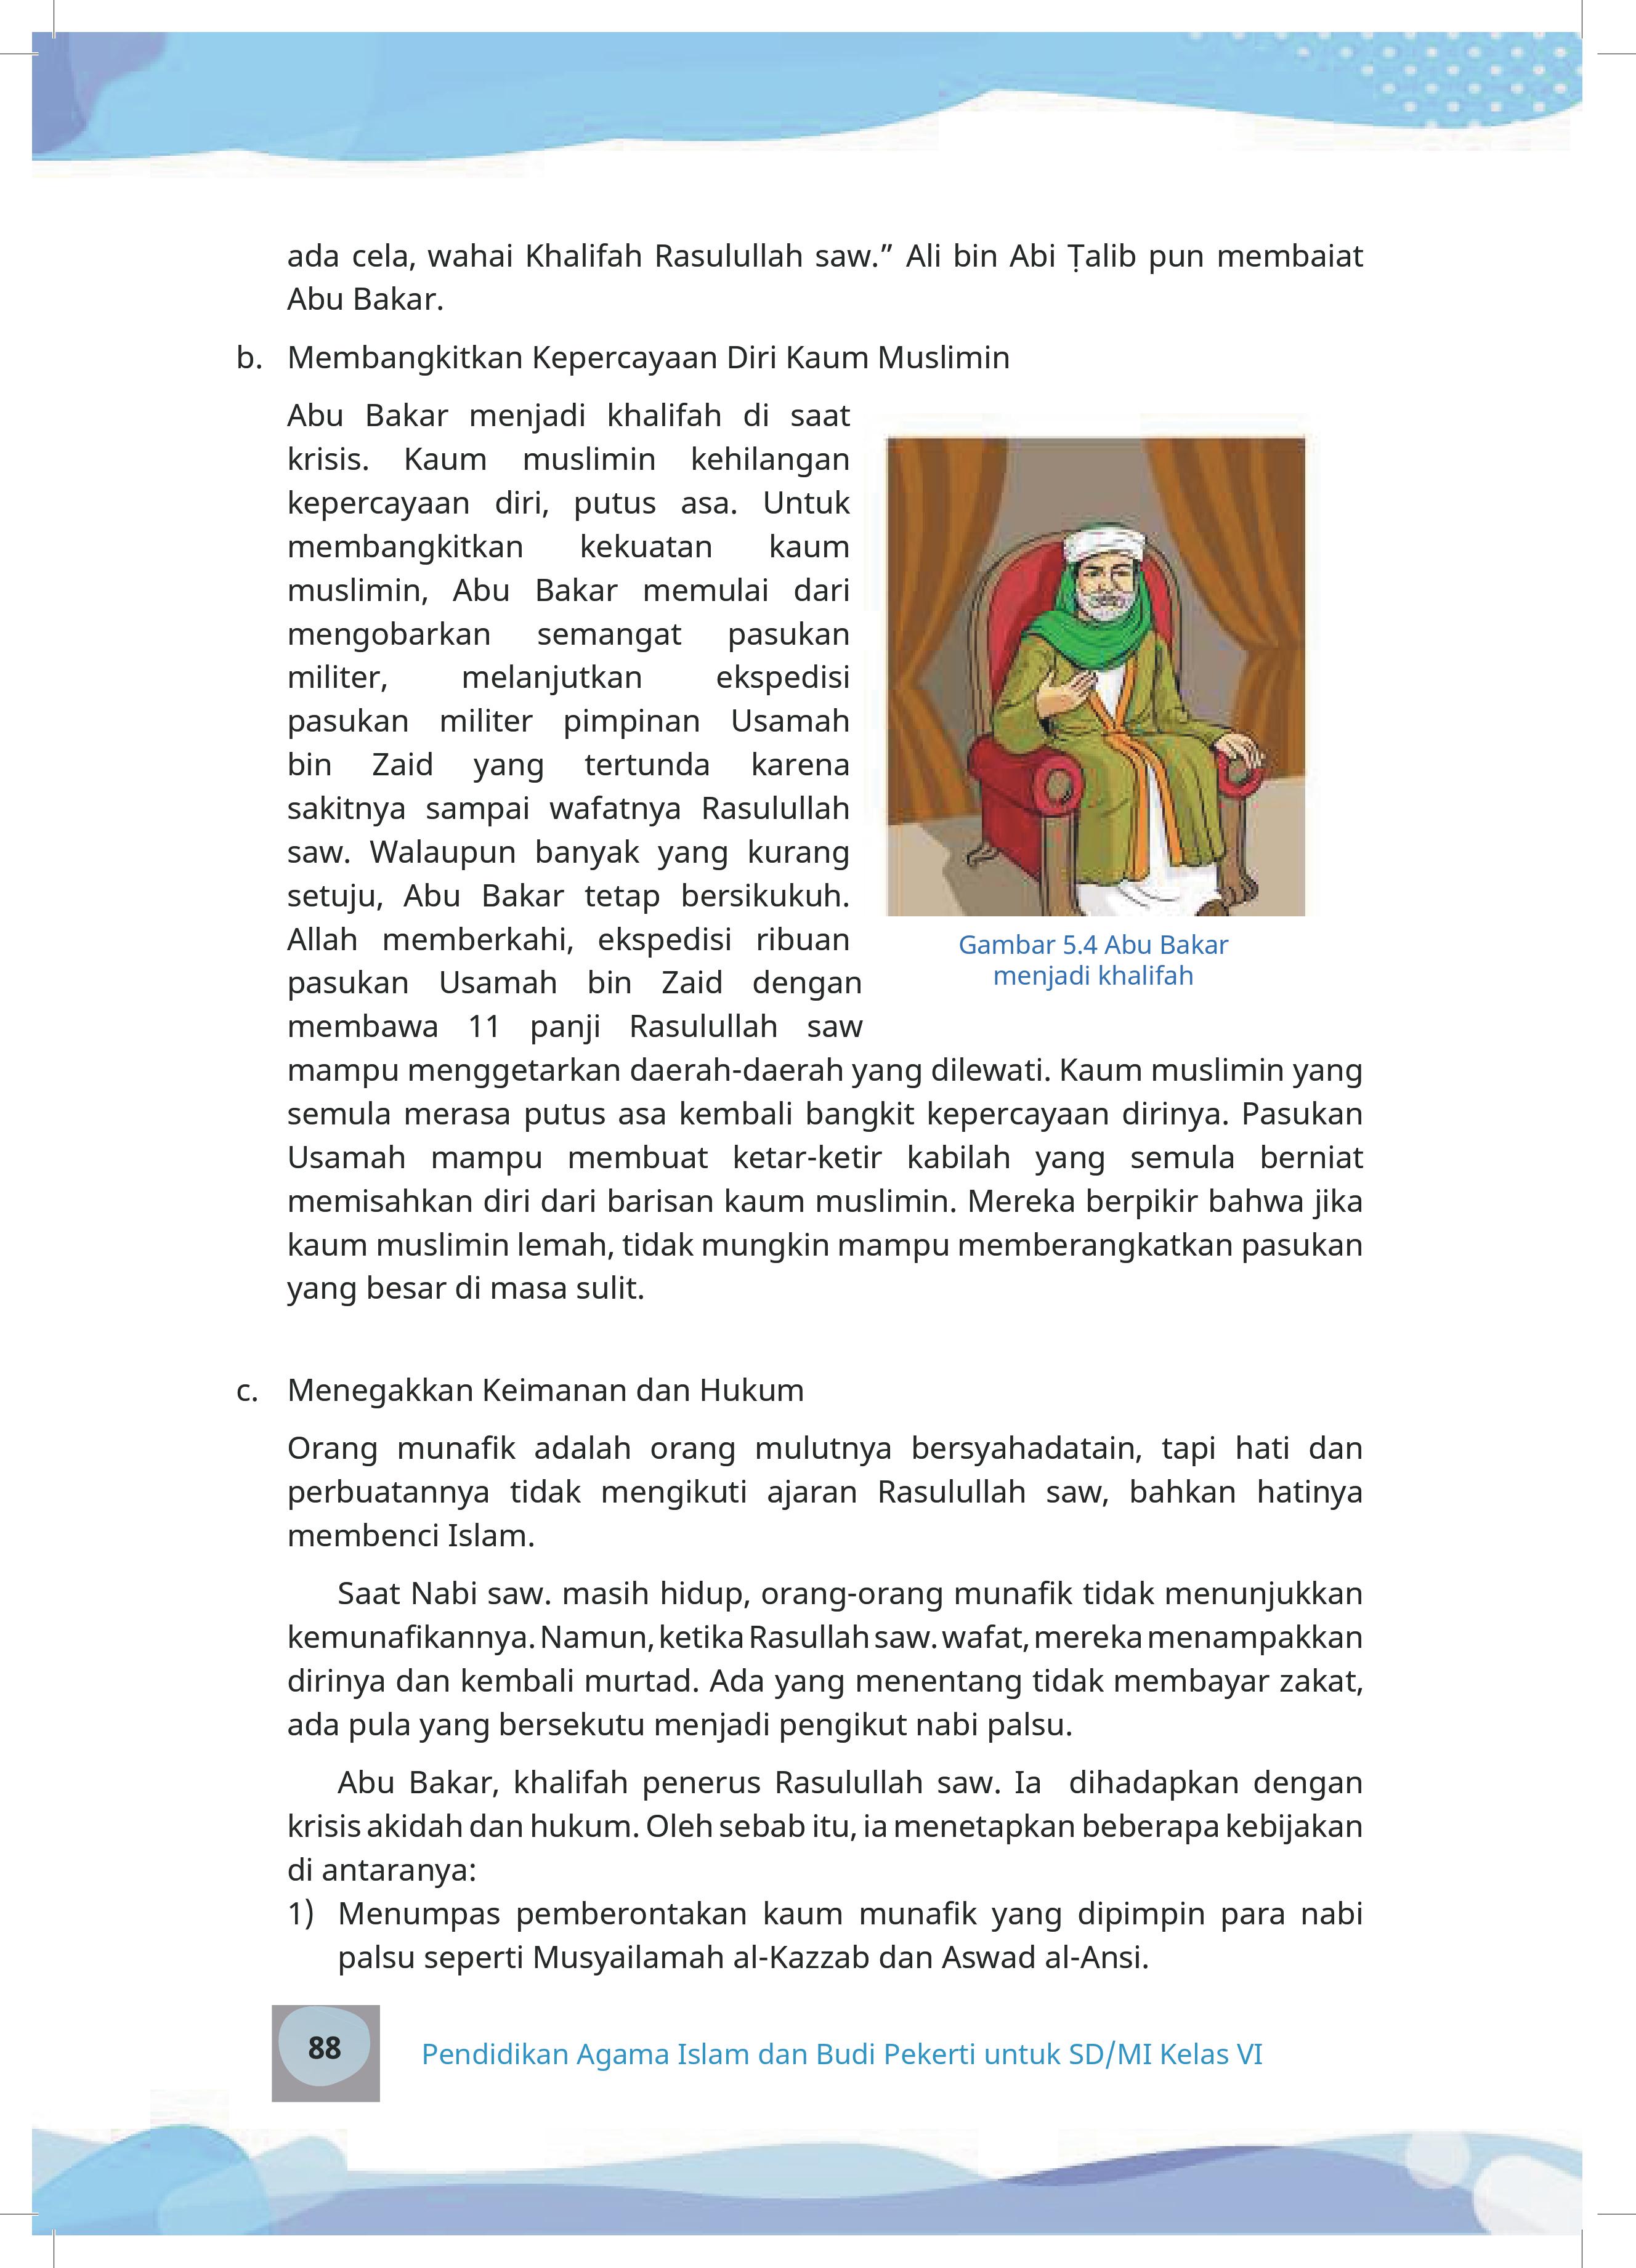 ada cela, wahai Khalifah Rasulullah saw.” Ali bin Abi Ṭalib pun membaiat
Abu Bakar.
b. Membangkitkan Kepercayaan Diri Kaum Muslimin
Abu Bakar menjadi khalifah di saat
krisis. Kaum muslimin kehilangan
kepercayaan diri, putus asa. Untuk
membangkitkan kekuatan kaum
muslimin, Abu Bakar memulai dari
mengobarkan semangat pasukan
militer, melanjutkan ekspedisi
pasukan militer pimpinan Usamah
bin Zaid yang tertunda karena
sakitnya sampai wafatnya Rasulullah
saw. Walaupun banyak yang kurang
setuju, Abu Bakar tetap bersikukuh.
Allah memberkahi, ekspedisi ribuan
pasukan Usamah bin Zaid dengan
membawa 11 panji Rasulullah saw
mampu menggetarkan daerah-daerah yang dilewati. Kaum muslimin yang
semula merasa putus asa kembali bangkit kepercayaan dirinya. Pasukan
Usamah mampu membuat ketar-ketir kabilah yang semula berniat
memisahkan diri dari barisan kaum muslimin. Mereka berpikir bahwa jika
kaum muslimin lemah, tidak mungkin mampu memberangkatkan pasukan
yang besar di masa sulit.
Gambar 5.4 Abu Bakar
menjadi khalifah
c. Menegakkan Keimanan dan Hukum
Orang munafik adalah orang mulutnya bersyahadatain, tapi hati dan
perbuatannya tidak mengikuti ajaran Rasulullah saw, bahkan hatinya
membenci Islam.
Saat Nabi saw. masih hidup, orang-orang munafik tidak menunjukkan
kemunafikannya. Namun, ketika Rasullah saw. wafat, mereka menampakkan
dirinya dan kembali murtad. Ada yang menentang tidak membayar zakat,
ada pula yang bersekutu menjadi pengikut nabi palsu.
Abu Bakar, khalifah penerus Rasulullah saw. Ia dihadapkan dengan
krisis akidah dan hukum. Oleh sebab itu, ia menetapkan beberapa kebijakan
di antaranya:
1) Menumpas pemberontakan kaum munafik yang dipimpin para nabi
palsu seperti Musyailamah al-Kazzab dan Aswad al-Ansi.
88
Pendidikan Agama Islam dan Budi Pekerti untuk SD/MI Kelas VI